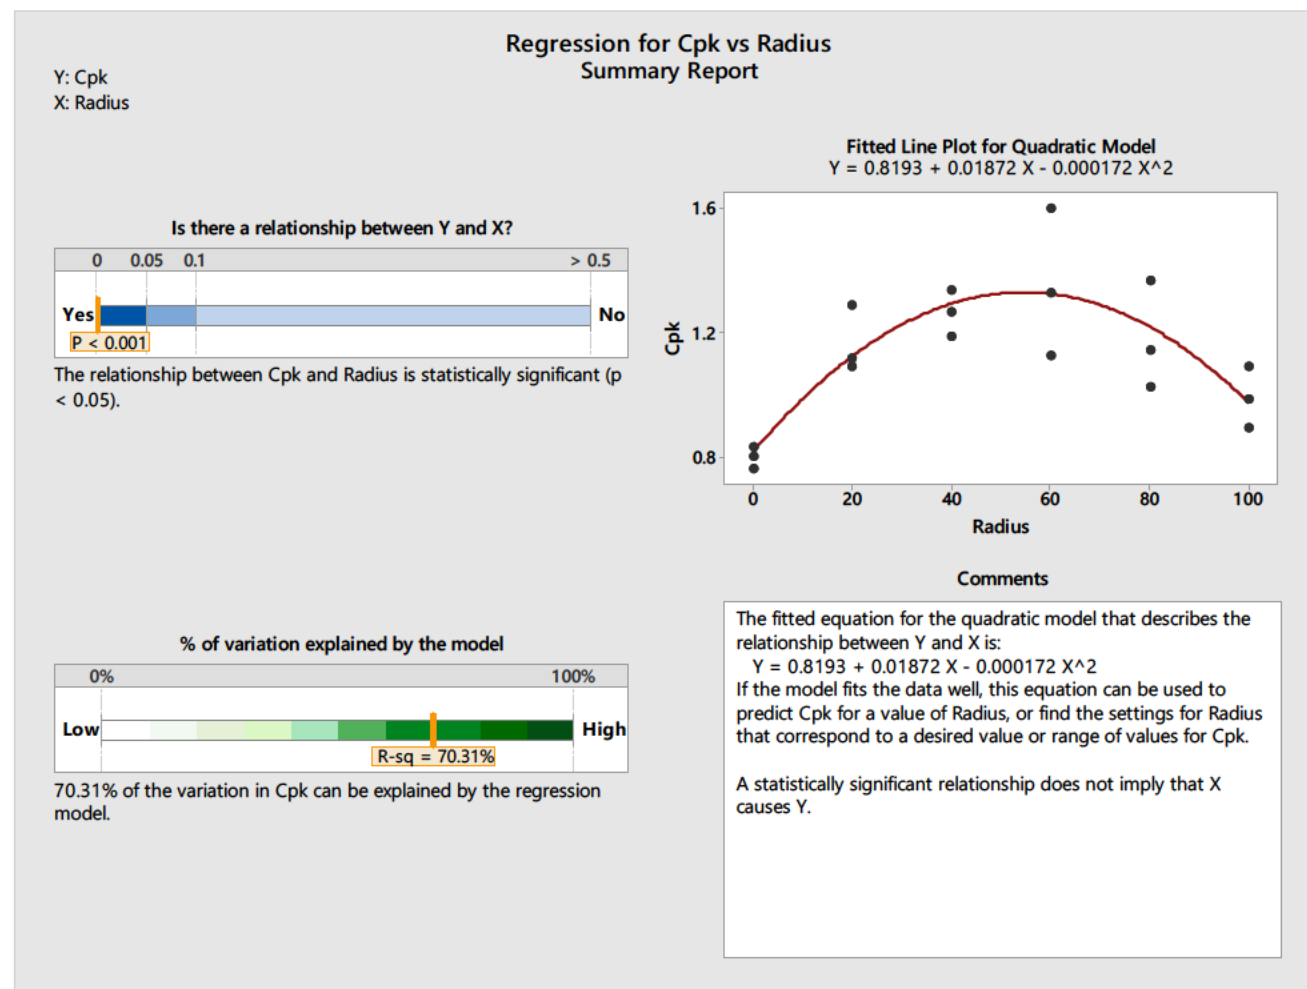 Regression for Cpk vs Radius
Summary Report
Y: Cpk
X: Radius
Is there a relationship between Y and X?
0 0.05 0.1 > 0.5
Yes No
P < 0.001
The relationship between Cpk and Radius is statistically significant (p
< 0.05).
% of variation explained by the model
0% 100%
Low High
R-sq = 70.31%
70.31% of the variation in Cpk can be explained by the regression
model.
Fitted Line Plot for Quadratic Model
Y = 0.8193 + 0.01872 X - 0.000172 X^2
1.6
1.2
0.8
Cpk
0 20 40 60 80 100
Radius
Comments
The fitted equation for the quadratic model that describes the
relationship between Y and X is:
Y = 0.8193 + 0.01872 X - 0.000172 X^2
If the model fits the data well, this equation can be used to
predict Cpk for a value of Radius, or find the settings for Radius
that correspond to a desired value or range of values for Cpk.
A statistically significant relationship does not imply that X
causes Y.